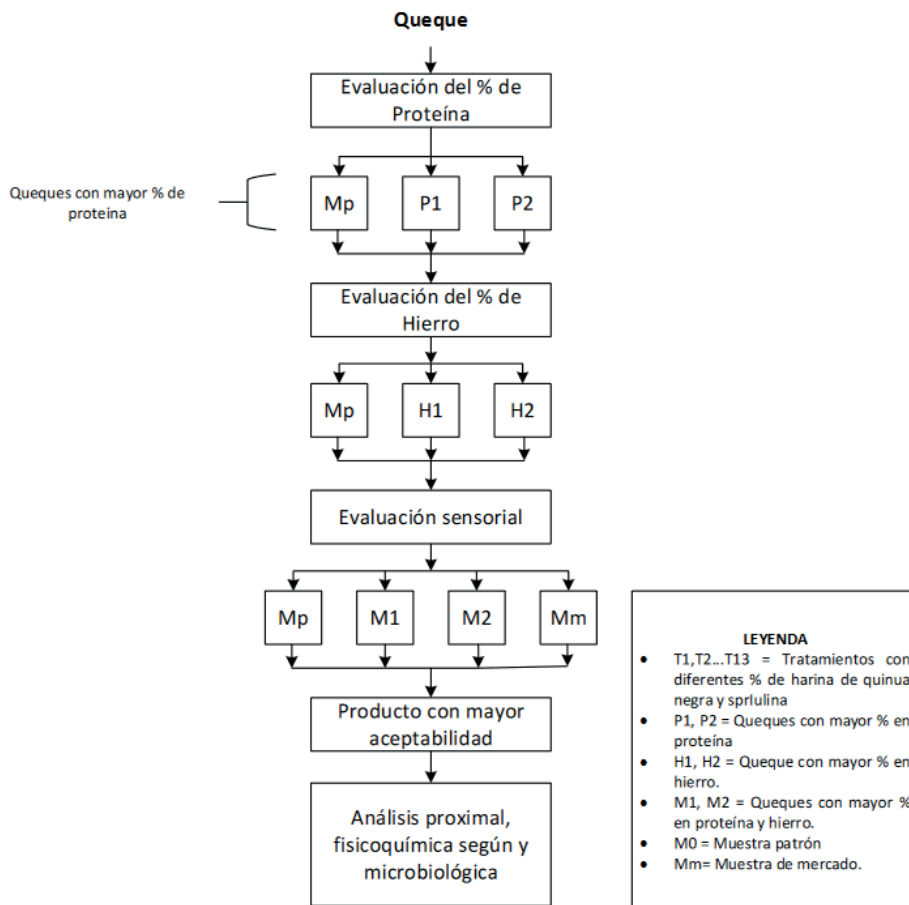 Queque
Evaluación del % de
Proteína
Queques con mayor % de
proteina
Mp
P1
P2
Evaluación del % de
Hierro
Mp
H1
H2
Evaluación sensorial
Mp
M1
M2
Mm
Producto con mayor
aceptabilidad
Análisis proximal,
fisicoquímica según y
microbiológica
LEYENDA
• T1,T2...T13 = Tratamientos con
diferentes % de harina de quinua
negra y sprIulina
• P1, P2 = Queques con mayor % en
proteína
• H1, H2 = Queque con mayor % en
hierro.
• M1, M2 = Queques con mayor %
en proteína y hierro.
• M0 = Muestra patrón
• Mm= Muestra de mercado.